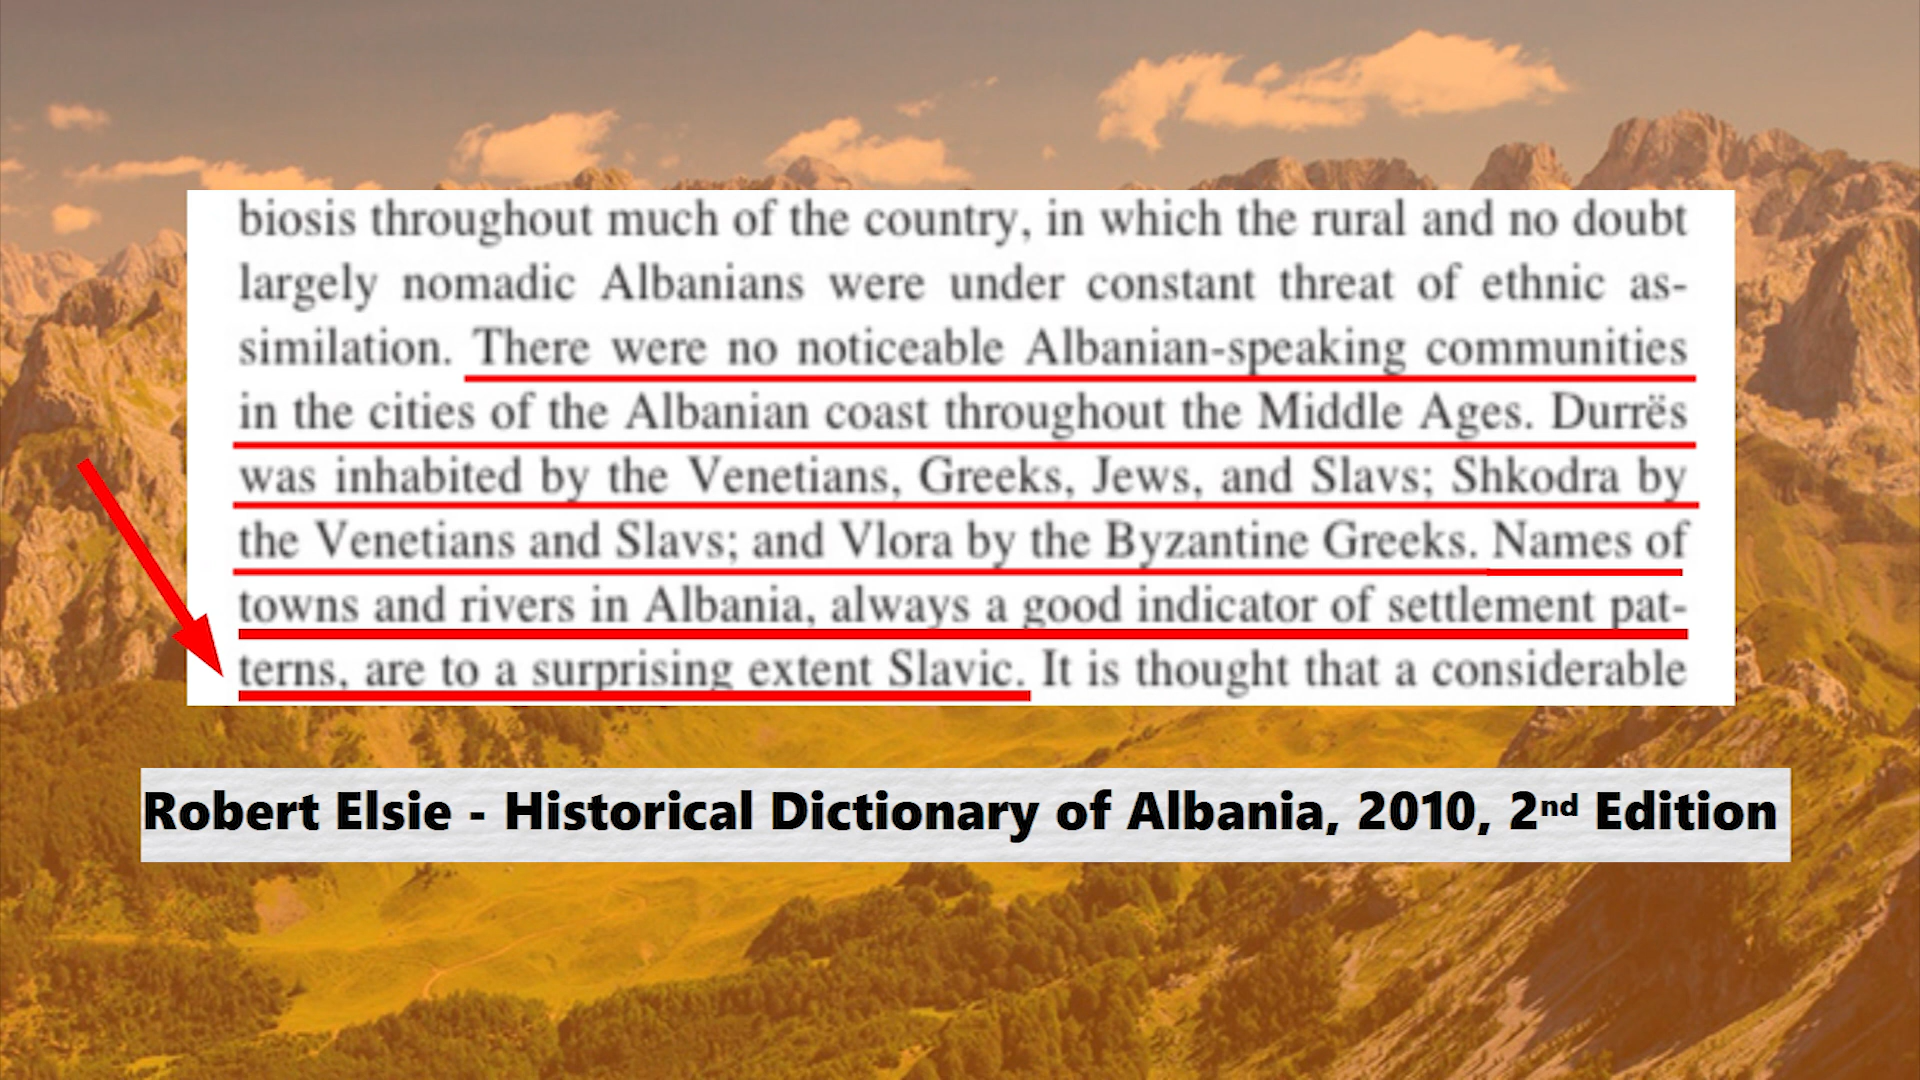 biosis throughout much of the country, in which the rural and no doubt
largely nomadic Albanians were under constant threat of ethnic as-
similation. There were no noticeable Albanian-speaking communities
in the cities of the Albanian coast throughout the Middle Ages. Durrës
was inhabited by the Venetians, Greeks, Jews, and Slavs; Shkodra by
the Venetians and Slavs; and Vlora by the Byzantine Greeks. Names of
towns and rivers in Albania, always a good indicator of settlement pat-
terns, are to a surprising extent Slavic. It is thought that a considerable
Robert Elsie - Historical Dictionary of Albania, 2010, 2nd Edition